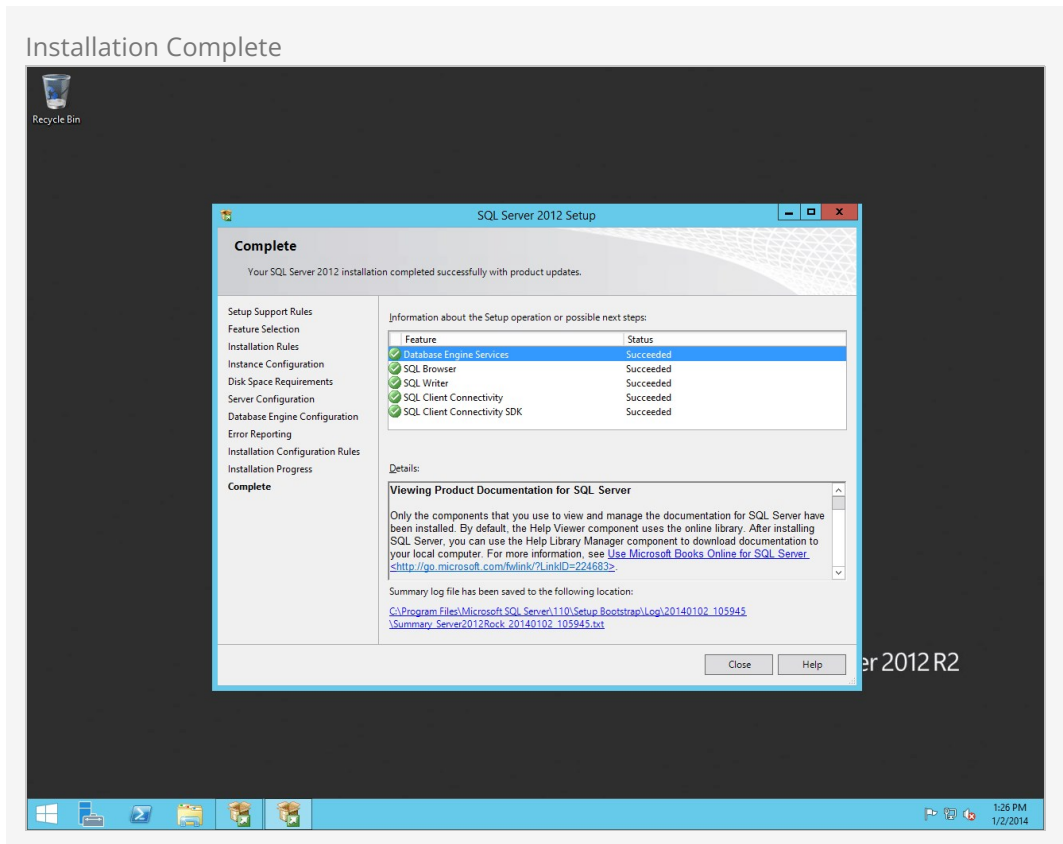 Installation Complete
Recycle Bin
SQL Server 2012 Setup
Complete
Your SQL Server 2012 installation completed successfully with product updates.
Setup Support Rules
Feature Selection
Installation Rules
Instance Configuration
Disk Space Requirements
Server Configuration
Database Engine Configuration
Error Reporting
Installation Configuration Rules
Installation Progress
Complete
Information about the Setup operation or possible next steps:
Feature Status
Database Engine Services Succeeded
SQL Browser Succeeded
SQL Writer Succeeded
SQL Client Connectivity Succeeded
SQL Client Connectivity SDK Succeeded
Details:
Viewing Product Documentation for SQL Server
Only the components that you use to view and manage the documentation for SQL Server have
been installed. By default, the Help Viewer component uses the online library. After installing
SQL Server, you can use the Help Library Manager component to download documentation to
your local computer. For more information, see Use Microsoft Books Online for SQL Server
<http://go.microsoft.com/fwlink/?LinkID=224683>.
Summary log file has been saved to the following location:
C:\Program Files\Microsoft SQL Server\110\Setup Bootstrap\Log\20140102_105945
\Summary_Server2012Rock_20140102_105945.txt
Close Help
er 2012 R2
1:26 PM
1/2/2014